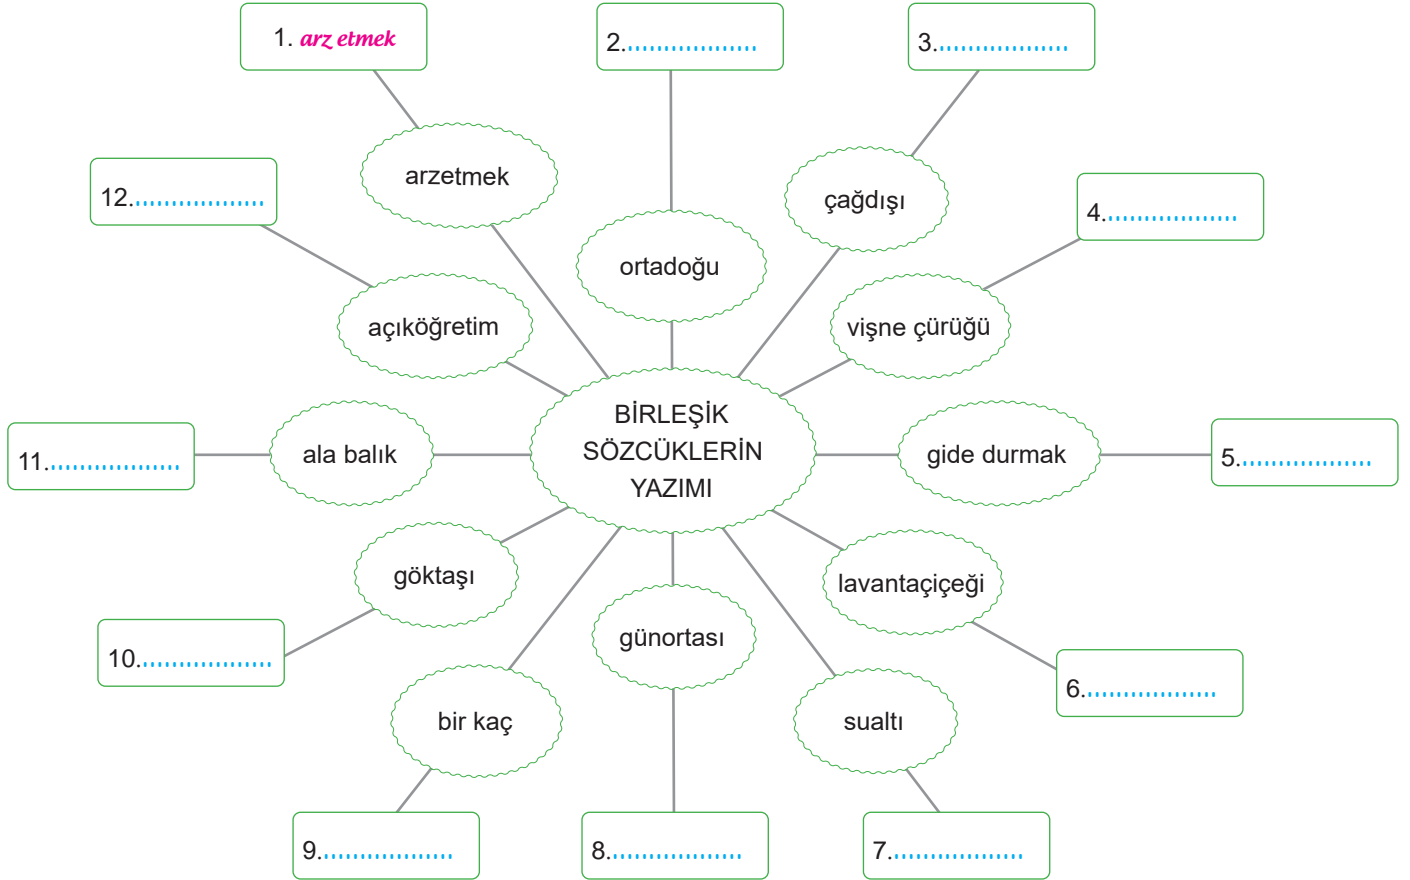 1. arz etmek
2..................
3..................
arzetmek
12..................
çağdışı
4..................
ortadoğu
açıköğretim
vişne çürüğü
BİRLEŞİK
SÖZCÜKLERİN
YAZIMI
11..................
ala balık
gide durmak
5..................
göktaşı
lavantaçiçeği
günortası
10..................
6..................
bir kaç
sualtı
9..................
8..................
7..................